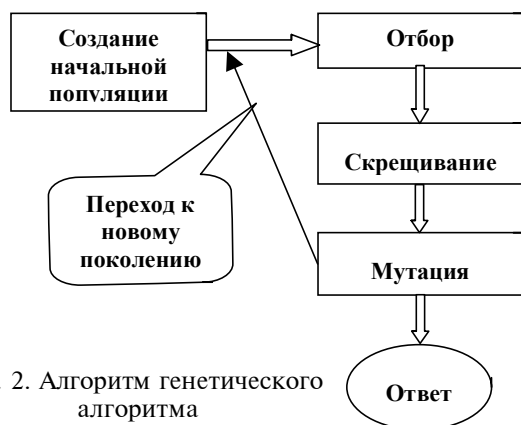 Создание
начальной
популяции
Отбор
Скрещивание
Переход к
новому
поколению
Мутация
Ответ
. 2. Алгоритм генетического
алгоритма